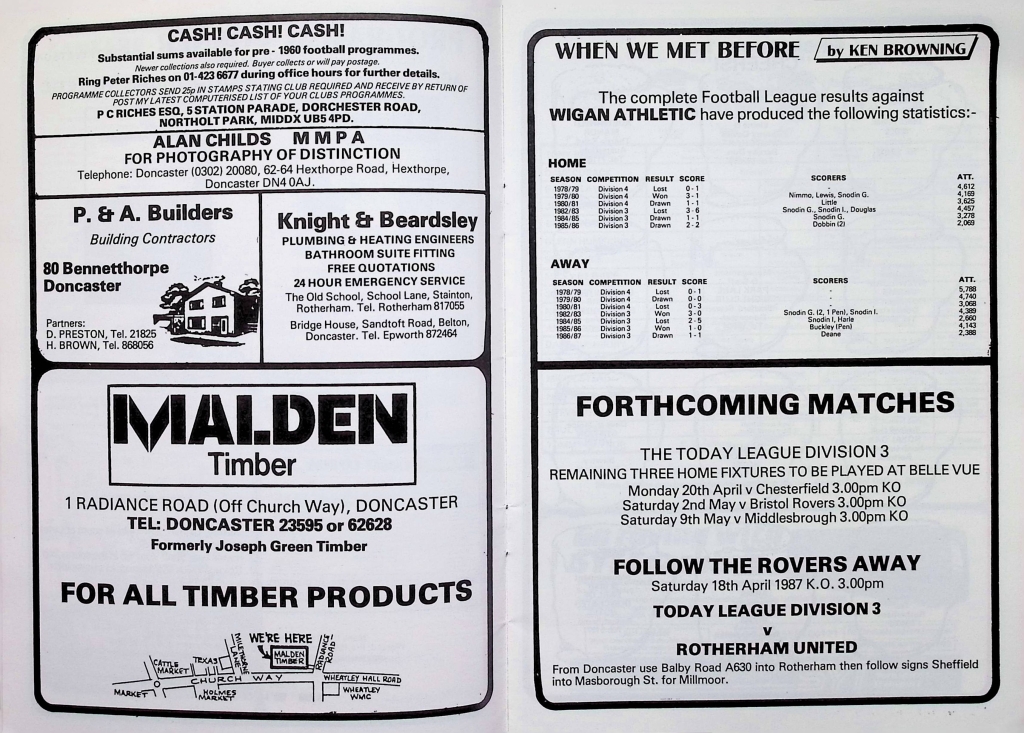 CASH! CASH! CASH!
Substantial sums available for pre - 1960 football programmes.
Newer collections also required. Buyer collects or will pay postage.
Ring Peter Riches on 01-423 6677 during office hours for further details.
PROGRAMME COLLECTORS SEND 25p IN STAMPS STATING CLUB REQUIRED AND RECEIVE BY RETURN OF
POST MY LATEST COMPUTERISED LIST OF YOUR CLUBS PROGRAMMES.
P C RICHES ESQ, 5 STATION PARADE, DORCHESTER ROAD,
NORTHOLT PARK, MIDDX UB5 4PD.
ALAN CHILDS M M P A
FOR PHOTOGRAPHY OF DISTINCTION
Telephone: Doncaster (0302) 20080, 62-64 Hexthorpe Road, Hexthorpe,
Doncaster DN4 0AJ.
P. & A. Builders
Building Contractors
80 Bennetthorpe
Doncaster
Partners:
D. PRESTON, Tel. 21825
H. BROWN, Tel. 868056
Knight & Beardsley
PLUMBING & HEATING ENGINEERS
BATHROOM SUITE FITTING
FREE QUOTATIONS
24 HOUR EMERGENCY SERVICE
The Old School, School Lane, Stainton,
Rotherham. Tel. Rotherham 817055
Bridge House, Sandtoft Road, Belton,
Doncaster. Tel. Epworth 872464
MALDEN
Timber
1 RADIANCE ROAD (Off Church Way), DONCASTER
TEL: DONCASTER 23595 or 62628
Formerly Joseph Green Timber
FOR ALL TIMBER PRODUCTS
WE'RE HERE
MALDEN
TIMBER
MILETHORN
LANE
RADIANCE
ROAD
TEXAS
CATTLE
MARKET
CHURCH WAY
WHEATLEY HALL ROAD
MARKET
HOLMES
MARKET
WHEATLEY
WMC
WHEN WE MET BEFORE by KEN BROWNING
The complete Football League results against
WIGAN ATHLETIC have produced the following statistics:-
HOME
SEASON COMPETITION RESULT SCORE SCORERS ATT.
1978/79 Division 4 Lost 0 - 1 - 4,612
1979/80 Division 4 Won 3 - 1 Nimmo, Lewis, Snodin G. 4,169
1980/81 Division 4 Drawn 1 - 1 Little 3,625
1982/83 Division 3 Lost 3 - 6 Snodin G., Snodin I., Douglas 4,457
1984/85 Division 3 Drawn 1 - 1 Snodin G. 3,278
1985/86 Division 3 Drawn 2 - 2 Dobbin (2) 2,069
AWAY
SEASON COMPETITION RESULT SCORE SCORERS ATT.
1978/79 Division 4 Lost 0 - 1 - 5,788
1979/80 Division 4 Drawn 0 - 0 - 4,740
1980/81 Division 4 Lost 0 - 3 - 3,068
1982/83 Division 3 Won 3 - 0 Snodin G. (2, 1 Pen), Snodin I. 4,389
1984/85 Division 3 Lost 2 - 5 Snodin I, Harle 2,660
1985/86 Division 3 Won 1 - 0 Buckley (Pen) 4,143
1986/87 Division 3 Drawn 1 - 1 Deane 2,388
FORTHCOMING MATCHES
THE TODAY LEAGUE DIVISION 3
REMAINING THREE HOME FIXTURES TO BE PLAYED AT BELLE VUE
Monday 20th April v Chesterfield 3.00pm KO
Saturday 2nd May v Bristol Rovers 3.00pm KO
Saturday 9th May v Middlesbrough 3.00pm KO
FOLLOW THE ROVERS AWAY
Saturday 18th April 1987 K.O. 3.00pm
TODAY LEAGUE DIVISION 3
v
ROTHERHAM UNITED
From Doncaster use Balby Road A630 into Rotherham then follow signs Sheffield
into Masborough St. for Millmoor.